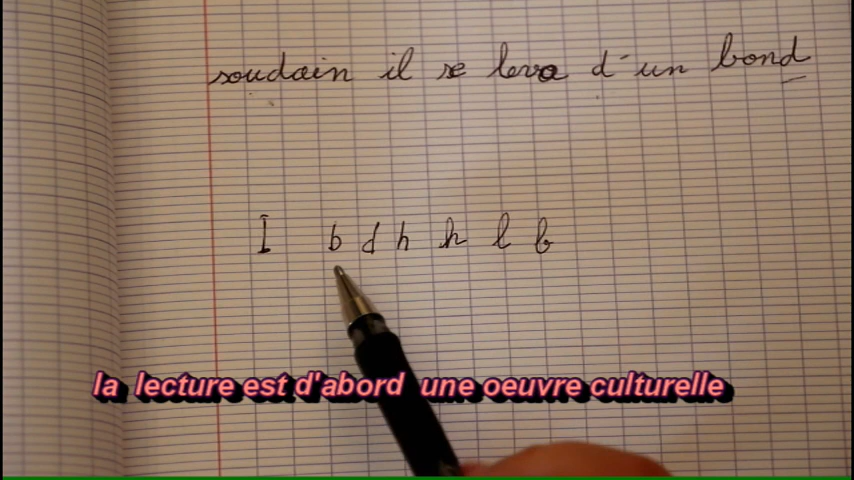 soudain il se leva d'un bond
I b d h h l b
la lecture est d'abord une oeuvre culturelle